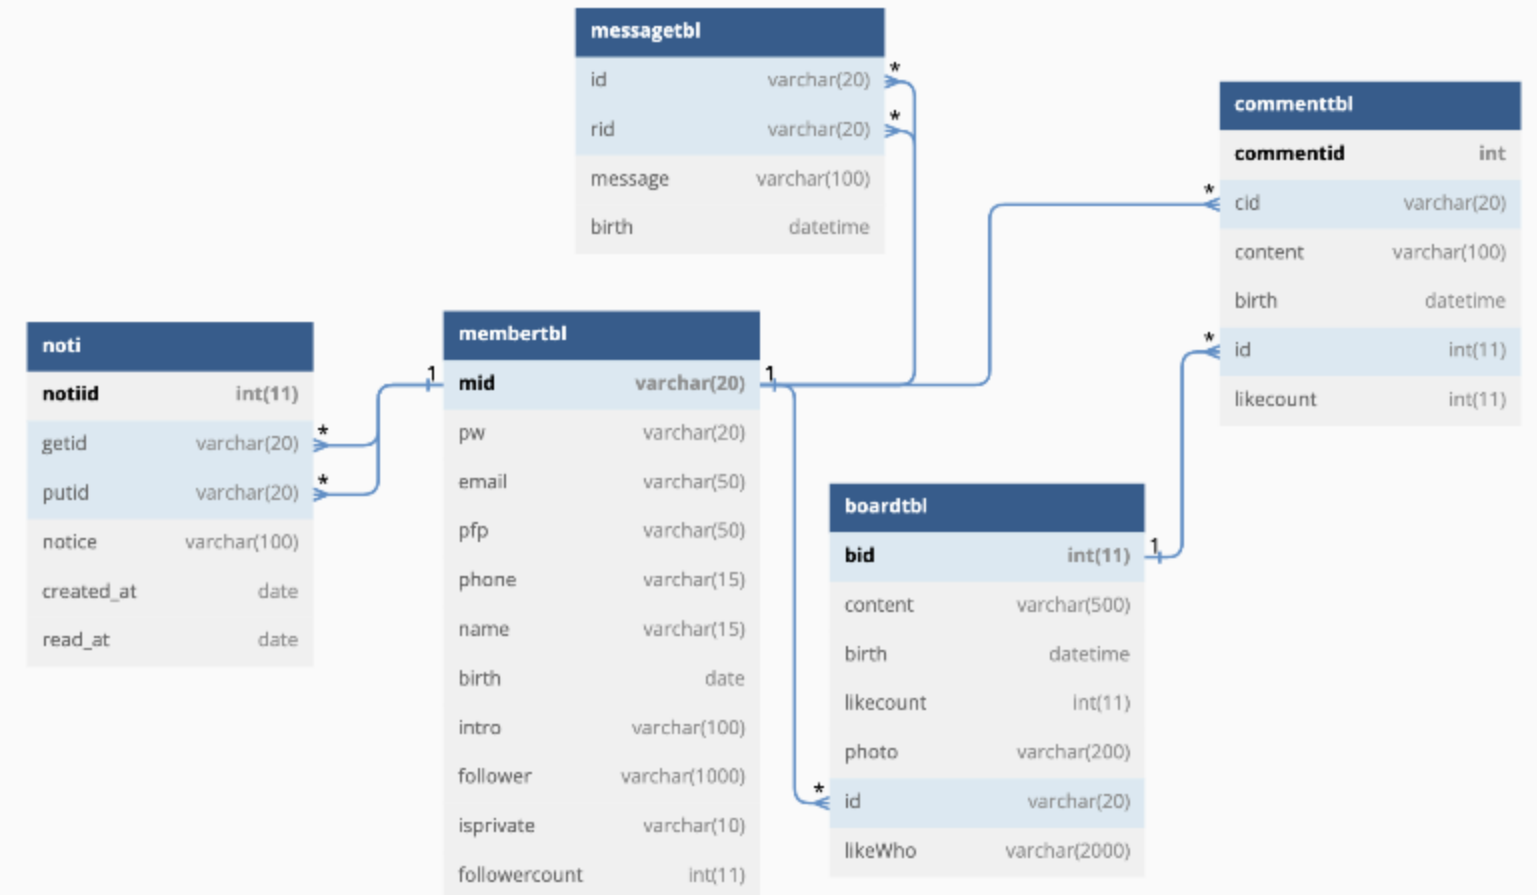 messagetbl
id varchar(20)
*
rid varchar(20)
*
message varchar(100)
birth datetime
commenttbl
commentid int
*
cid varchar(20)
content varchar(100)
birth datetime
*
id int(11)
likecount int(11)
noti
notiid int(11)
getid varchar(20)
*
putid varchar(20)
*
notice varchar(100)
created_at date
read_at date
membertbl
1
mid varchar(20)
1
pw varchar(20)
email varchar(50)
pfp varchar(50)
phone varchar(15)
name varchar(15)
birth date
intro varchar(100)
follower varchar(1000)
isprivate varchar(10)
followercount int(11)
boardtbl
bid int(11)
1
content varchar(500)
birth datetime
likecount int(11)
photo varchar(200)
*
id varchar(20)
likeWho varchar(2000)